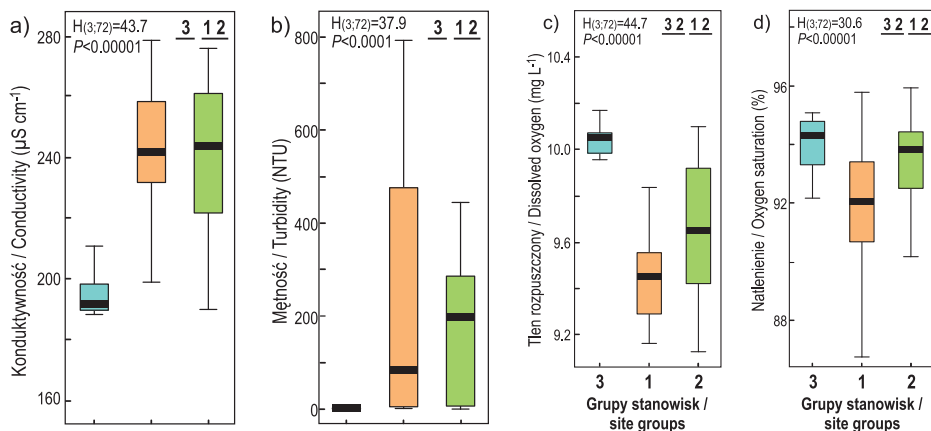 a)
H(3;72)=43.7
P<0.00001
3 1 2
Konduktywność / Conductivity (µS cm-1)
280
240
200
160
b)
H(3;72)=37.9
P<0.0001
3 1 2
Mętność / Turbidity (NTU)
800
600
400
200
0
c)
H(3;72)=44.7
P<0.00001
3 2 1 2
Tlen rozpuszczony / Dissolved oxygen (mg L-1)
10.4
10.0
9.6
9.2
3 1 2
Grupy stanowisk /
site groups
d)
H(3;72)=30.6
P<0.00001
3 2 1 2
Natlenienie / Oxygen saturation (%)
96
92
88
3 1 2
Grupy stanowisk /
site groups